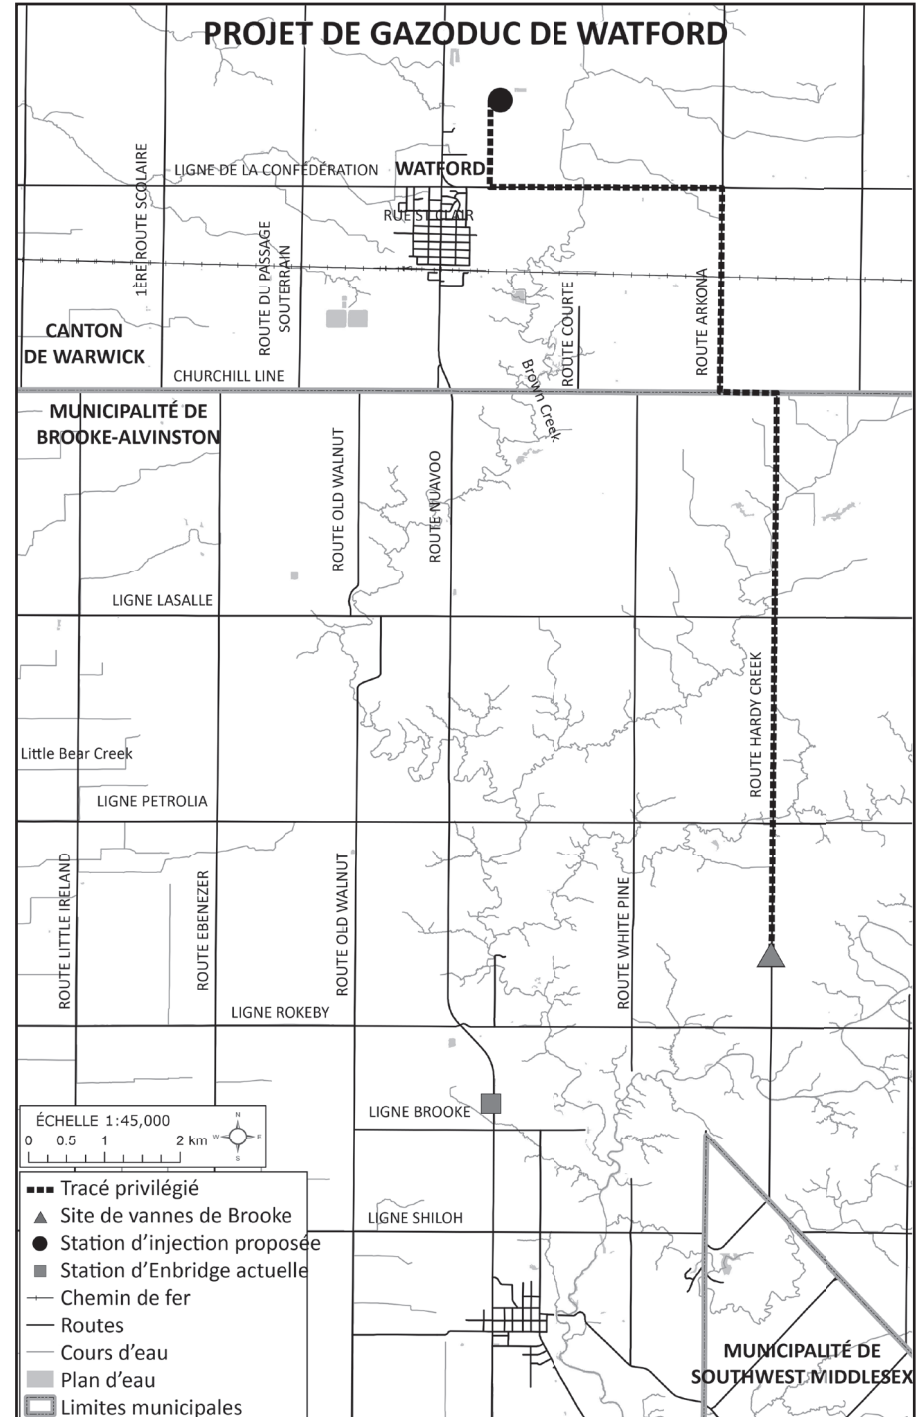 PROJET DE GAZODUC DE WATFORD
LIGNE DE LA CONFÉDÉRATION
WATFORD
RUE ST CLAIR
1ÈRE ROUTE SCOLAIRE
ROUTE DU PASSAGE
SOUTERRAIN
ROUTE COURTE
ROUTE ARKONA
CANTON
DE WARWICK
CHURCHILL LINE
Brown Creek
MUNICIPALITÉ DE
BROOKE-ALVINSTON
ROUTE OLD WALNUT
ROUTE NUAVOO
LIGNE LASALLE
ROUTE HARDY CREEK
Little Bear Creek
LIGNE PETROLIA
ROUTE LITTLE IRELAND
ROUTE EBENEZER
ROUTE OLD WALNUT
ROUTE WHITE PINE
LIGNE ROKEBY
LIGNE BROOKE
ÉCHELLE 1:45,000
0 0.5 1 2 km
N
W E
S
LIGNE SHILOH
Tracé privilégié
Site de vannes de Brooke
Station d'injection proposée
Station d'Enbridge actuelle
Chemin de fer
Routes
Cours d'eau
Plan d'eau
Limites municipales
MUNICIPALITÉ DE
SOUTHWEST MIDDLESEX